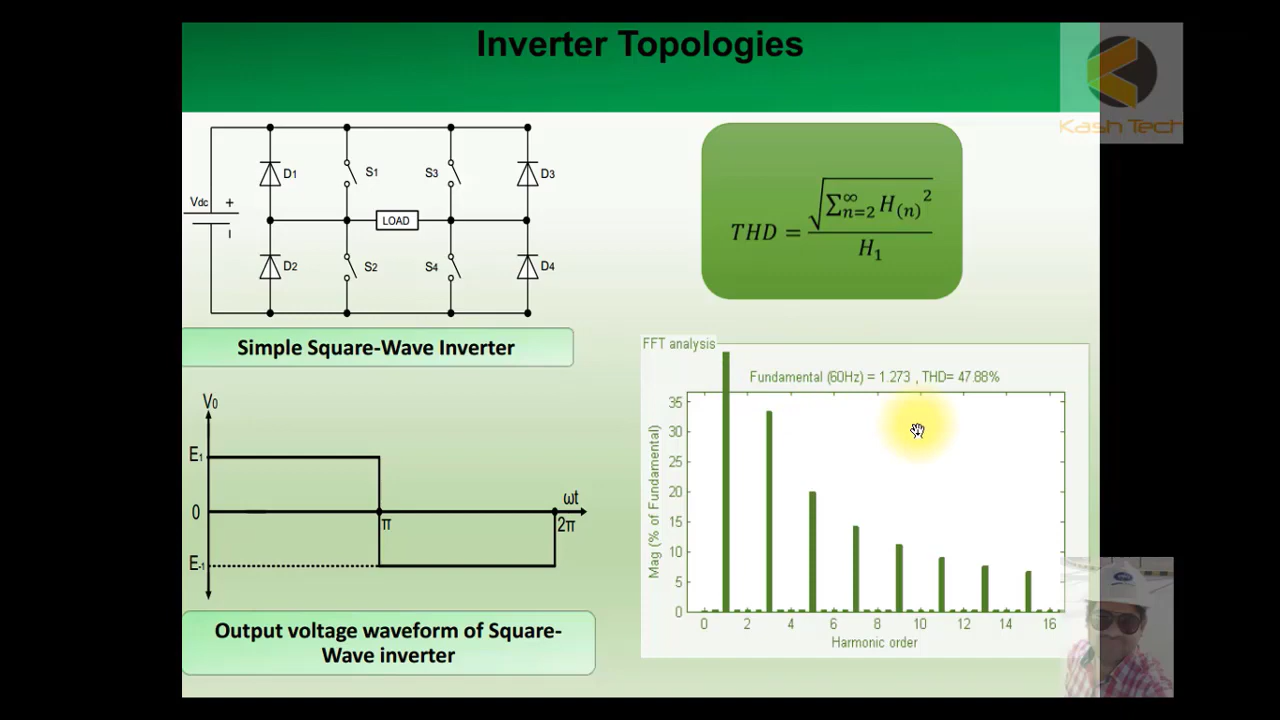 Inverter Topologies
Kash Tect
D1
S1
S3
D3
Vdc
+
LOAD
D2
S2
S4
D4
THD = √∑ₙ₌₂^∞ H₍ₙ₎² / H₁
Simple Square-Wave Inverter
V0
E1
0
E-1
π
ωt
2π
Output voltage waveform of Square-
Wave inverter
FFT analysis
Fundamental (60Hz) = 1.273 , THD= 47.88%
Mag (% of Fundamental)
35
30
25
20
15
10
5
0
0 2 4 6 8 10 12 14 16
Harmonic order